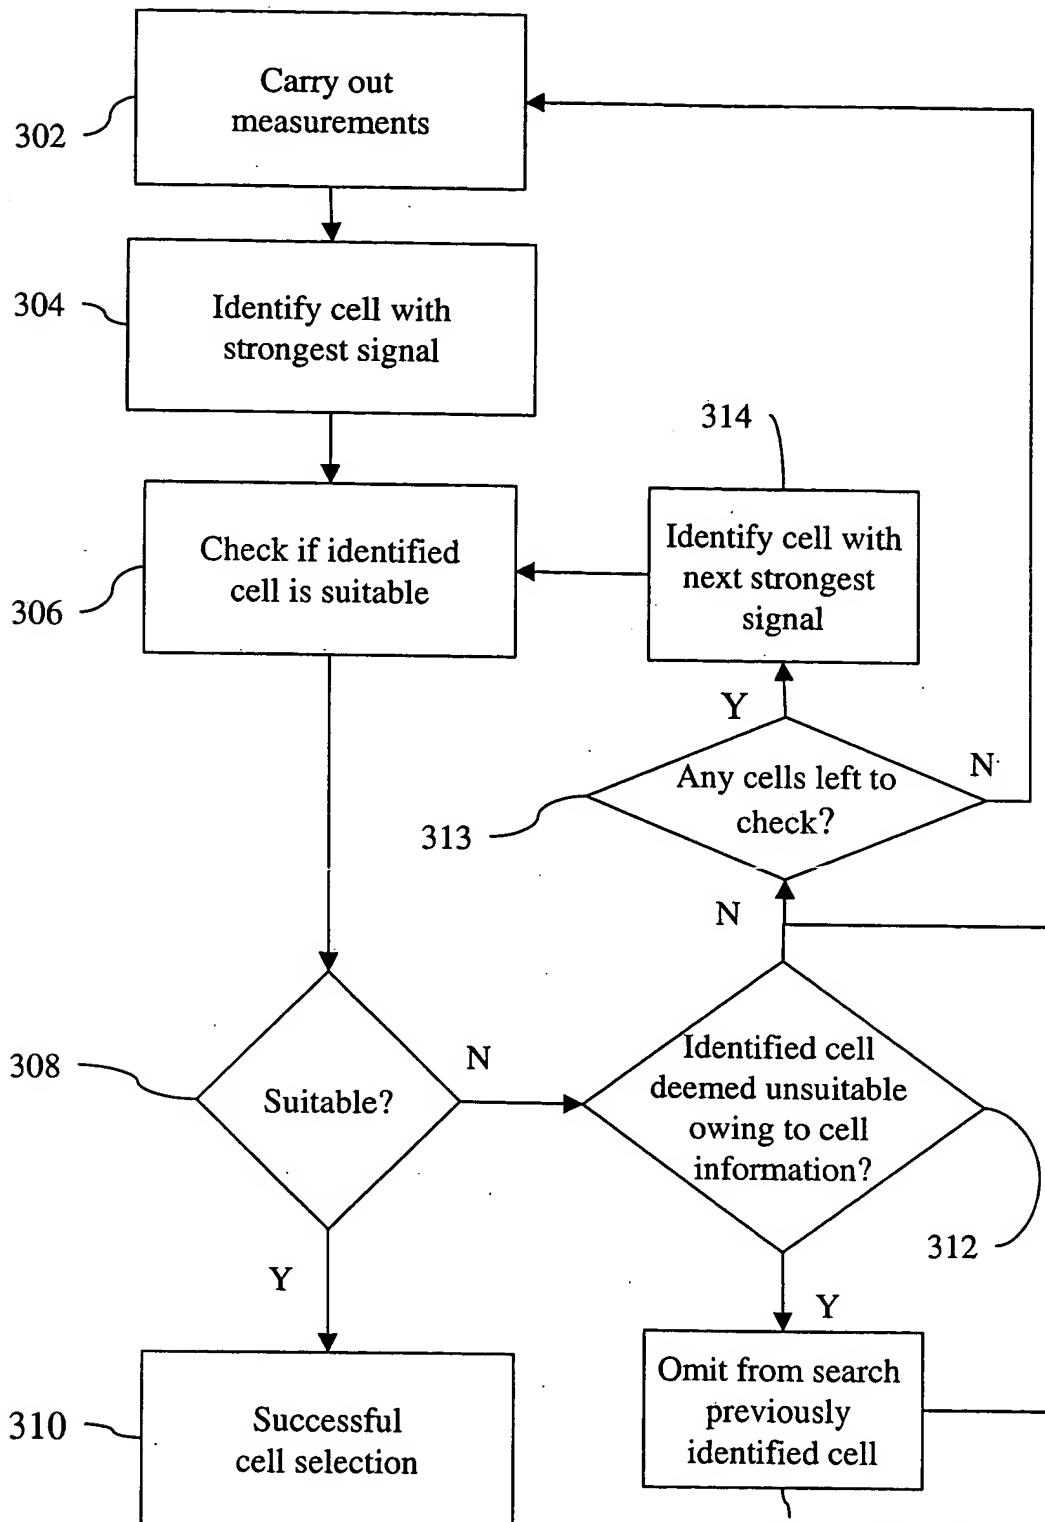 Carry out
measurements
302
304
Identify cell with
strongest signal
314
Check if identified
cell is suitable
306
Identify cell with
next strongest
signal
Y
N
Any cells left to
check?
313
N
308
Suitable?
N
Identified cell
deemed unsuitable
owing to cell
information?
312
Y
Y
310
Successful
cell selection
Omit from search
previously
identified cell